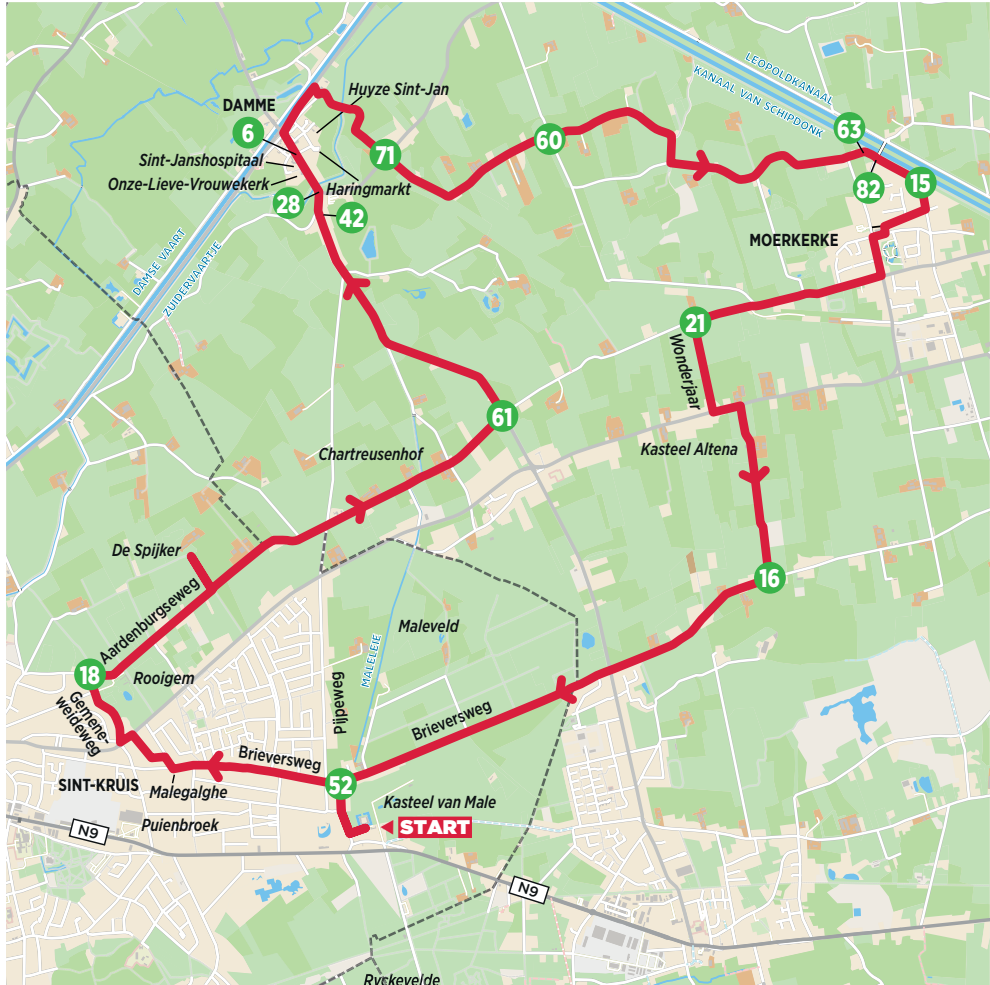 LEOPOLDKANAAL
KANAAL VAN SCHIPDONK
Huyze Sint-Jan
DAMME
6
63
60
71
Sint-Janshospitaal
Onze-Lieve-Vrouwekerk
Haringmarkt
82
15
28
42
MOERKERKE
DAMSE VAART
ZUIDERVAARTJE
21
Wonderjaar
61
Chartreusenhof
Kasteel Altena
De Spijker
16
Aardenburgseweg
Maleveld
MALELEIE
18
Rooigem
Pijpeweg
Gemene-
weideweg
Brieversweg
Brieversweg
SINT-KRUIS
Malegalghe
52
Kasteel van Male
START
Puienbroek
N9
N9
Ryckevelde